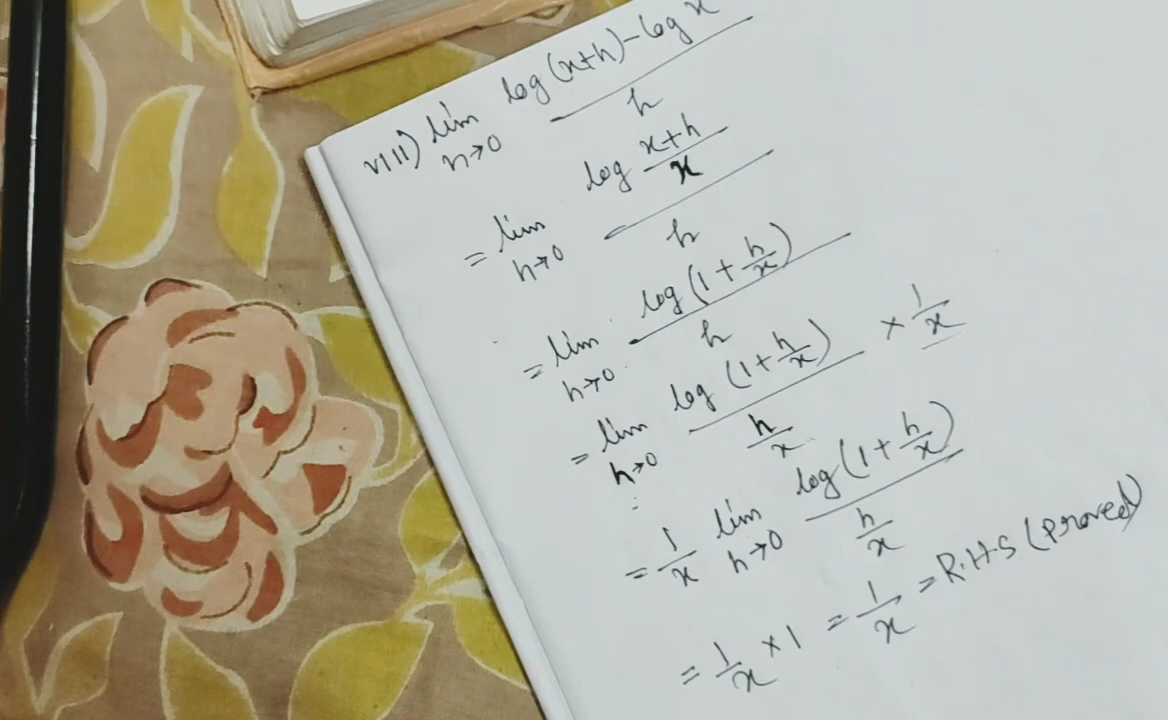 viii) lim h→0 log(x+h)-log x / h
= lim h→0 log x+h/x / h
= lim h→0 log(1+h/x) / h
= lim h→0 log(1+h/x) / h/x × 1/x
= 1/x lim h→0 log(1+h/x) / h/x
= 1/x × 1 = 1/x = R.H.S (Proved)